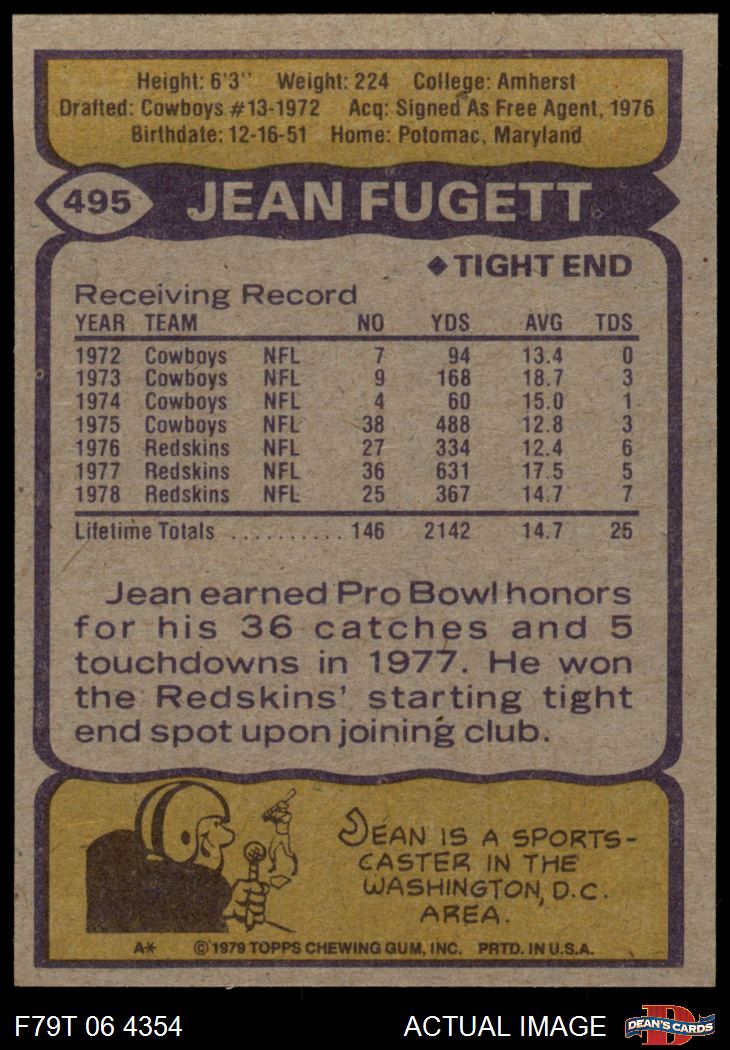 Height: 6'3" Weight: 224 College: Amherst
Drafted: Cowboys #13-1972 Acq: Signed As Free Agent, 1976
Birthdate: 12-16-51 Home: Potomac, Maryland
495 JEAN FUGETT
◆ TIGHT END
Receiving Record
YEAR TEAM NO YDS AVG TDS
1972 Cowboys NFL 7 94 13.4 0
1973 Cowboys NFL 9 168 18.7 3
1974 Cowboys NFL 4 60 15.0 1
1975 Cowboys NFL 38 488 12.8 3
1976 Redskins NFL 27 334 12.4 6
1977 Redskins NFL 36 631 17.5 5
1978 Redskins NFL 25 367 14.7 7
Lifetime Totals .......... 146 2142 14.7 25
Jean earned Pro Bowl honors
for his 36 catches and 5
touchdowns in 1977. He won
the Redskins' starting tight
end spot upon joining club.
JEAN IS A SPORTS-
CASTER IN THE
WASHINGTON, D.C.
AREA.
A* © 1979 TOPPS CHEWING GUM, INC. PRTD. IN U.S.A.
F79T 06 4354 ACTUAL IMAGE D DEAN'S CARDS